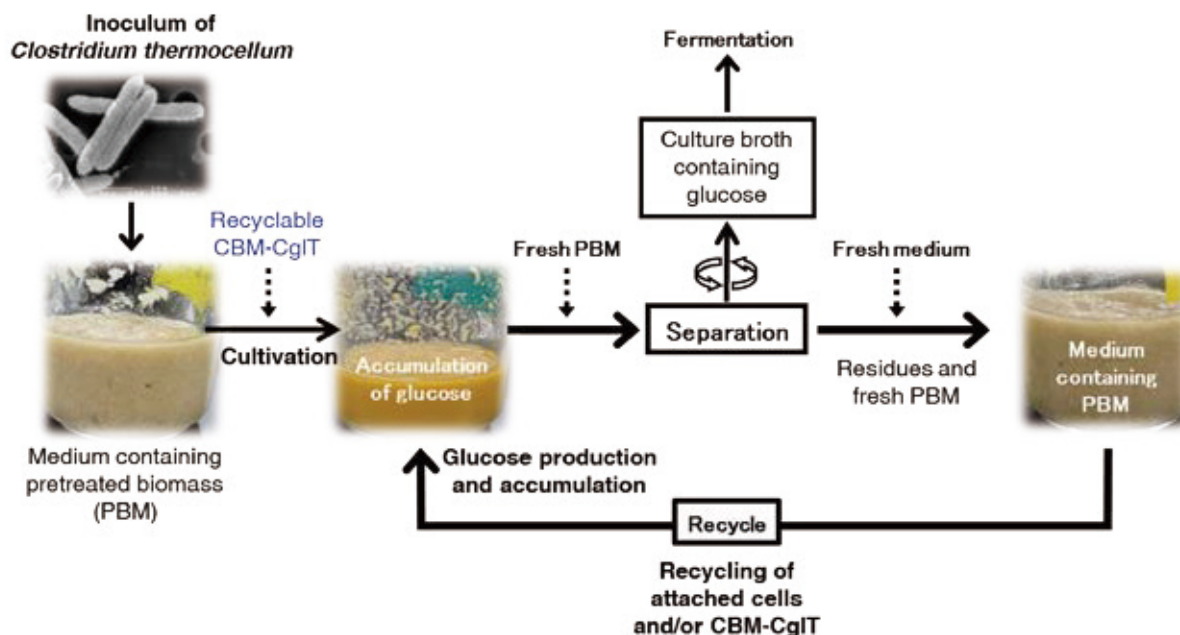 Inoculum of
Clostridium thermocellum
Recyclable
CBM-CglT
Cultivation
Medium containing
pretreated biomass
(PBM)
Accumulation
of glucose
Fresh PBM
Fermentation
Culture broth
containing
glucose
Separation
Fresh medium
Residues and
fresh PBM
Medium
containing
PBM
Glucose production
and accumulation
Recycle
Recycling of
attached cells
and/or CBM-CglT